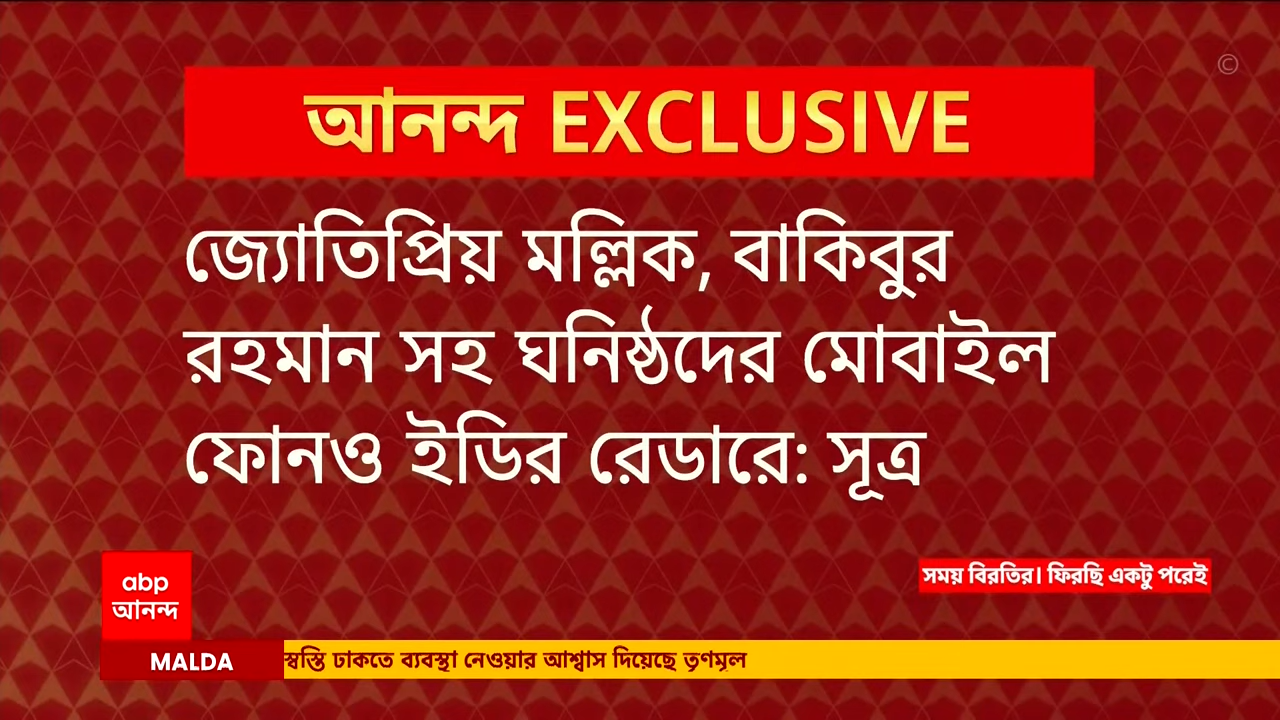 ©
আনন্দ EXCLUSIVE
জ্যোতিপ্রিয় মল্লিক, বাকিবুর
রহমান সহ ঘনিষ্ঠদের মোবাইল
ফোনও ইডির রেডারে: সূত্র
abp
আনন্দ
সময় বিরতির। ফিরছি একটু পরেই
MALDA
স্বস্তি ঢাকতে ব্যবস্থা নেওয়ার আশ্বাস দিয়েছে তৃণমূল